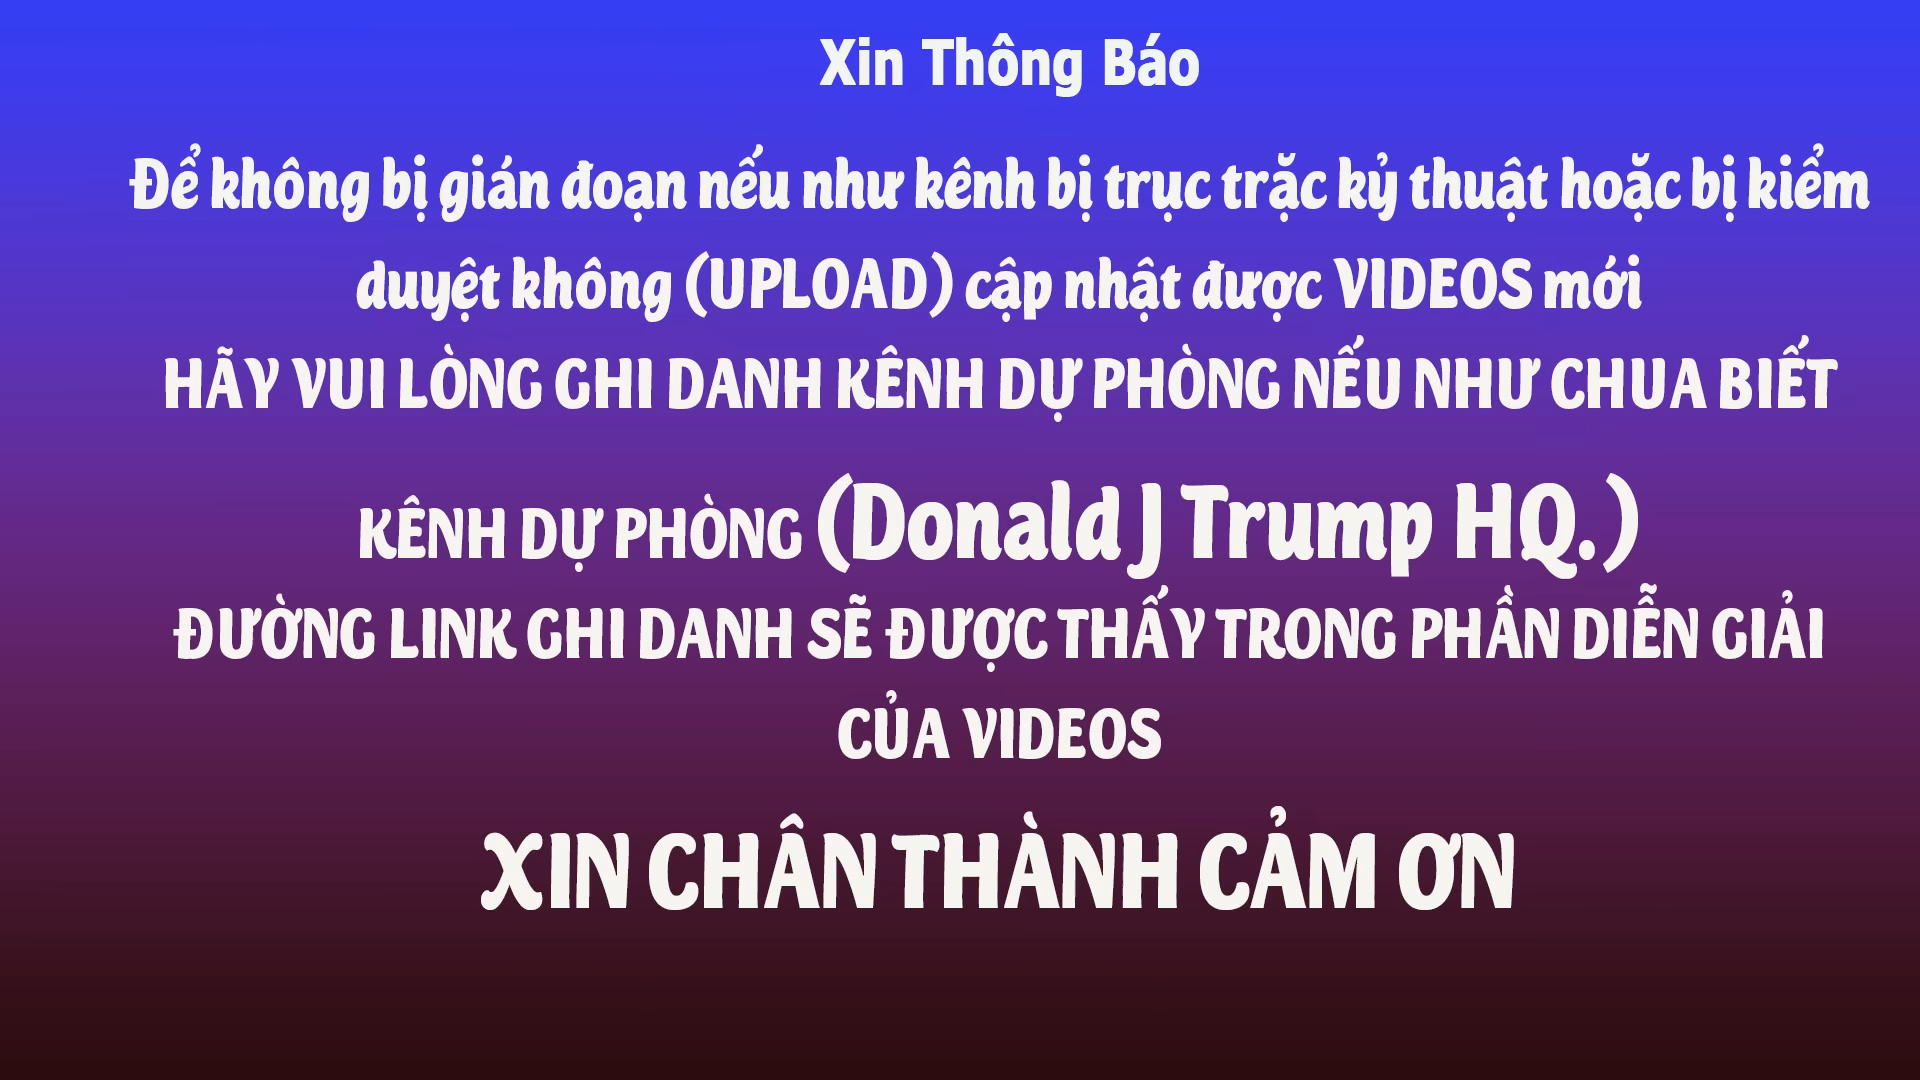 Xin Thông Báo
Để không bị gián đoạn nếu như kênh bị trục trặc kỷ thuật hoặc bị kiểm
duyệt không (UPLOAD) cập nhật được VIDEOS mới
HÃY VUI LÒNG GHI DANH KÊNH DỰ PHÒNG NẾU NHƯ CHUA BIẾT
KÊNH DỰ PHÒNG (Donald J Trump HQ.)
ĐƯỜNG LINK GHI DANH SẼ ĐƯỢC THẤY TRONG PHẦN DIỄN GIẢI
CỦA VIDEOS
XIN CHÂN THÀNH CẢM ƠN